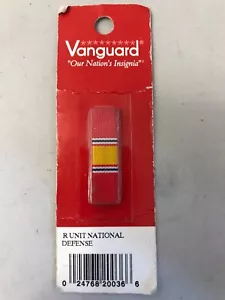 Vanguard®
"Our Nation's Insignia"®
R UNIT NATIONAL
DEFENSE
0 24768 20036 6